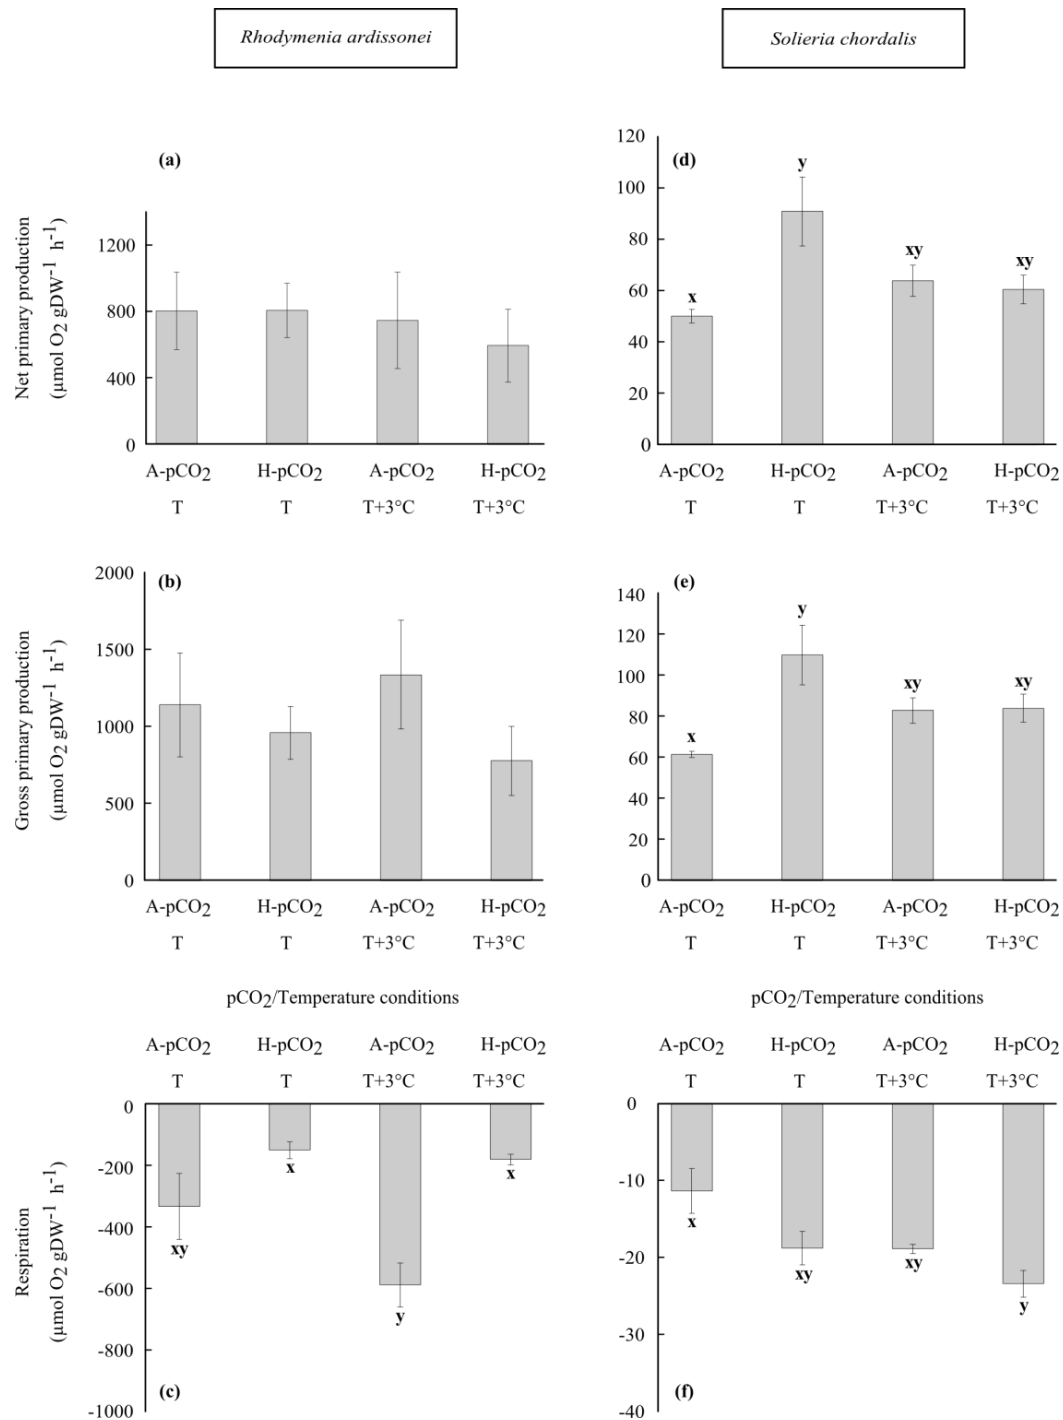 Rhodymenia ardissonei
Solieria chordalis
(a)
Net primary production
(µmol O2 gDW-1 h-1)
1200
800
400
0
A-pCO2 H-pCO2 A-pCO2 H-pCO2
T T T+3°C T+3°C
(d)
120
100
80
60
40
20
0
x
y
xy
xy
A-pCO2 H-pCO2 A-pCO2 H-pCO2
T T T+3°C T+3°C
(b)
Gross primary production
(µmol O2 gDW-1 h-1)
2000
1500
1000
500
0
A-pCO2 H-pCO2 A-pCO2 H-pCO2
T T T+3°C T+3°C
(e)
140
120
100
80
60
40
20
0
x
y
xy
xy
A-pCO2 H-pCO2 A-pCO2 H-pCO2
T T T+3°C T+3°C
pCO2/Temperature conditions
A-pCO2 H-pCO2 A-pCO2 H-pCO2
T T T+3°C T+3°C
Respiration
(µmol O2 gDW-1 h-1)
0
-200
-400
-600
-800
-1000
xy
x
y
x
(c)
pCO2/Temperature conditions
A-pCO2 H-pCO2 A-pCO2 H-pCO2
T T T+3°C T+3°C
0
-10
-20
-30
-40
x
xy
xy
y
(f)